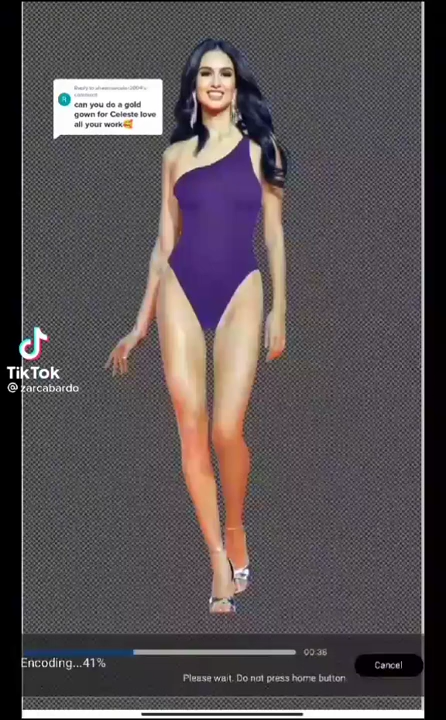 can you do a gold
gown for Celeste love
all your work🥰
TikTok
@zarcabardo
00:36
Encoding...41%
Cancel
Please wait. Do not press home button